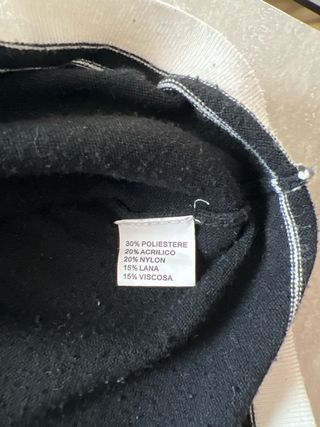 30% POLIESTERE
20% ACRILICO
20% NYLON
15% LANA
15% VISCOSA